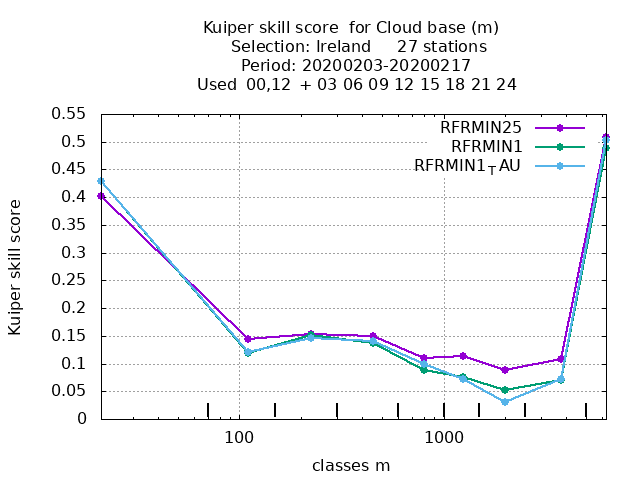 Kuiper skill score  for Cloud base (m)
Selection: Ireland     27 stations
Period: 20200203-20200217
Used  00,12  + 03 06 09 12 15 18 21 24
RFRMIN25
RFRMIN1
RFRMIN1TAU
0.55
0.5
0.45
0.4
0.35
0.3
0.25
0.2
0.15
0.1
0.05
0
Kuiper skill score
100
1000
classes m